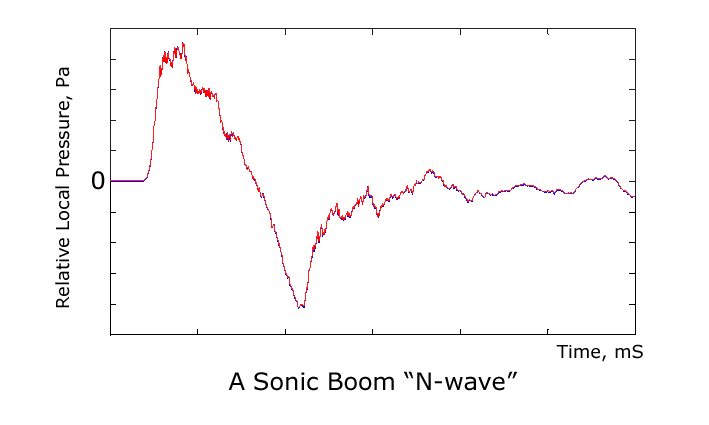 Relative Local Pressure, Pa
0
Time, mS
A Sonic Boom “N-wave”